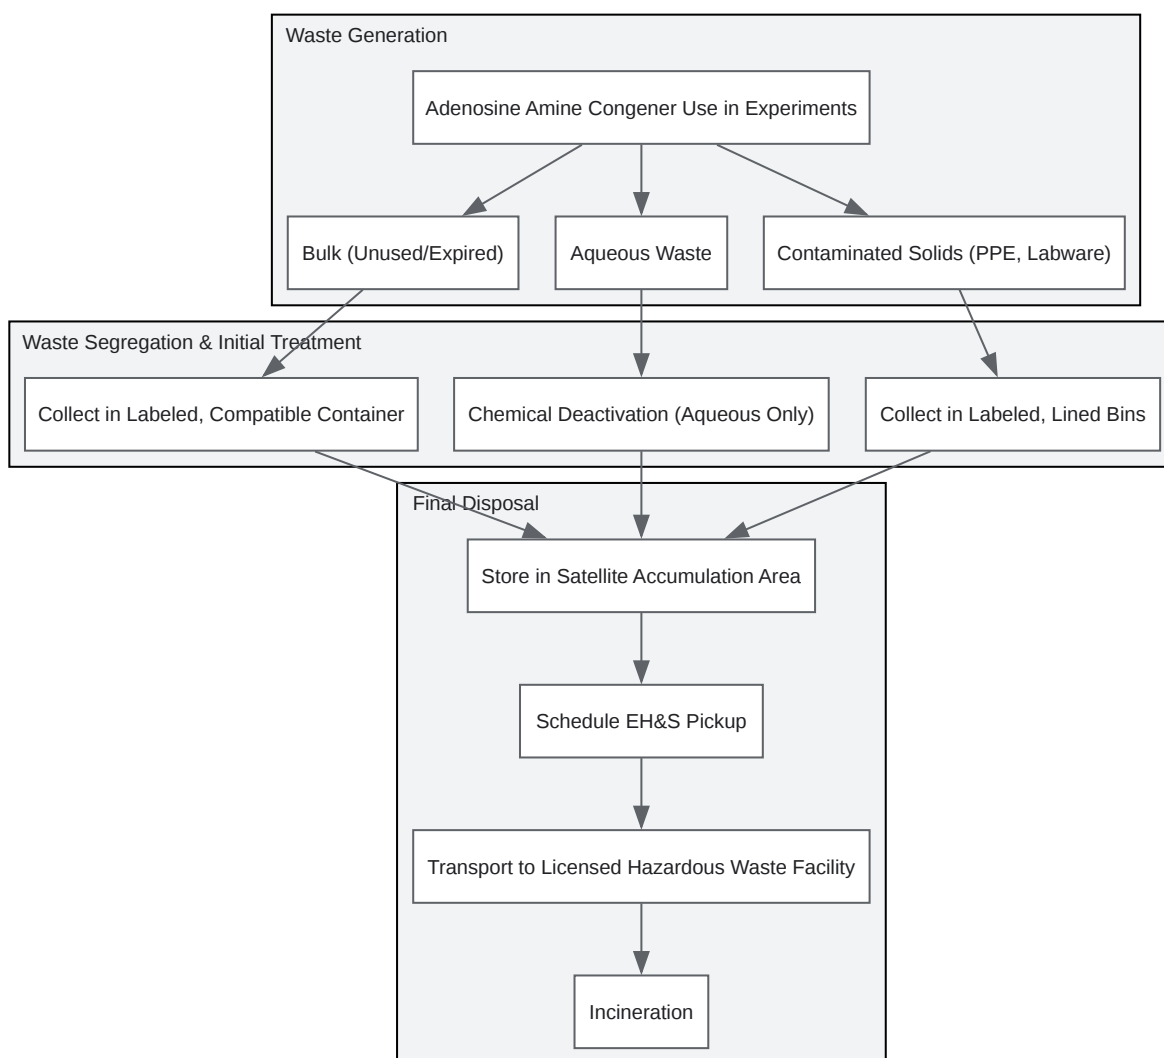 Waste Generation
Adenosine Amine Congener Use in Experiments
Bulk (Unused/Expired)
Aqueous Waste
Contaminated Solids (PPE, Labware)
Waste Segregation & Initial Treatment
Collect in Labeled, Compatible Container
Chemical Deactivation (Aqueous Only)
Collect in Labeled, Lined Bins
Final Disposal
Store in Satellite Accumulation Area
Schedule EH&S Pickup
Transport to Licensed Hazardous Waste Facility
Incineration